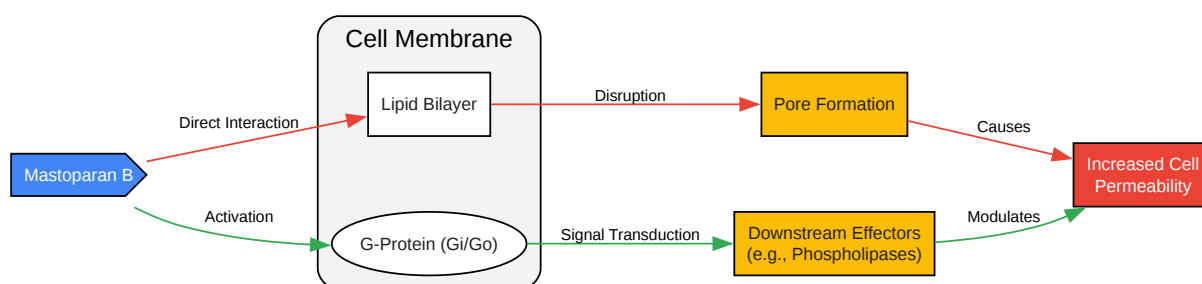 Cell Membrane
Lipid Bilayer
Disruption
Pore Formation
Direct Interaction
Causes
Mastoparan B
Increased Cell
Permeability
Activation
G-Protein (Gi/Go)
Signal Transduction
Downstream Effectors
(e.g., Phospholipases)
Modulates